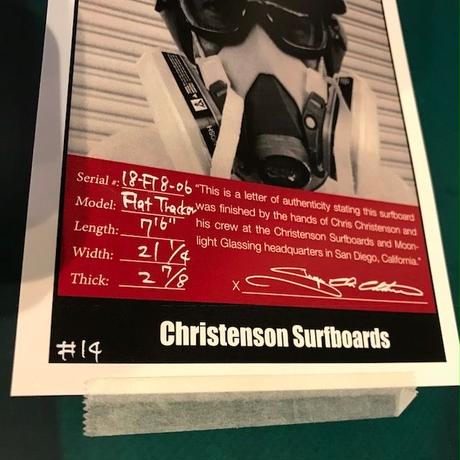 Serial #: 18-FT8-06
Model: Flat Tracker
Length: 7'6"
Width: 21 1/4
Thick: 2 7/8
"This is a letter of authenticity stating this surfboard
was finished by the hands of Chris Christenson and
his crew at the Christenson Surfboards and Moon-
light Glassing headquarters in San Diego, California."
X
Christenson Surfboards
#14